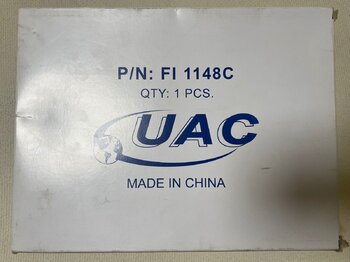 P/N: FI 1148C
QTY: 1 PCS.
UAC
MADE IN CHINA